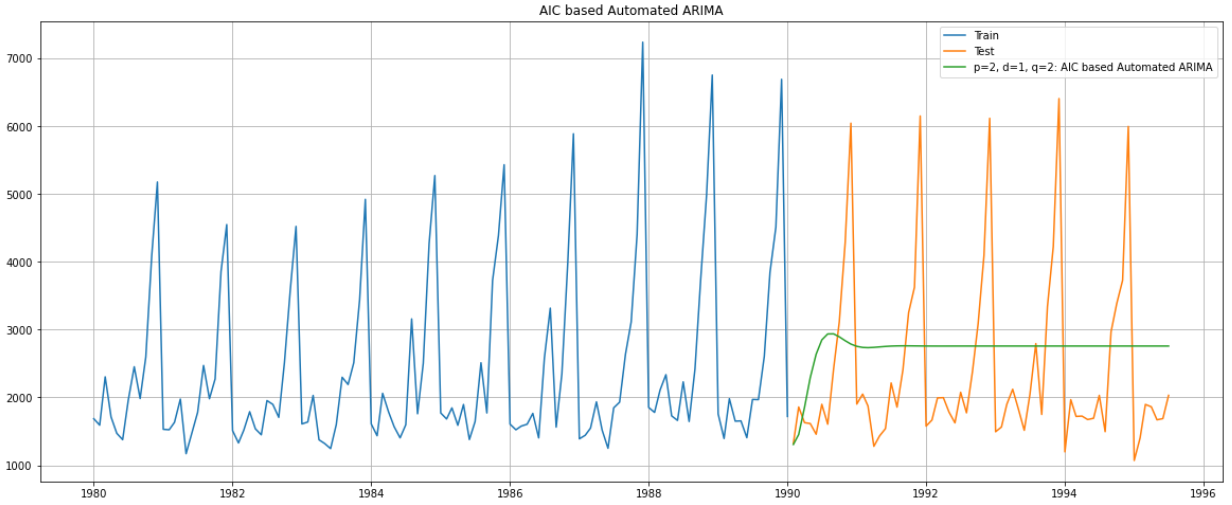 AIC based Automated ARIMA
Train
Test
p=2, d=1, q=2: AIC based Automated ARIMA
7000
6000
5000
4000
3000
2000
1000
1980 1982 1984 1986 1988 1990 1992 1994 1996